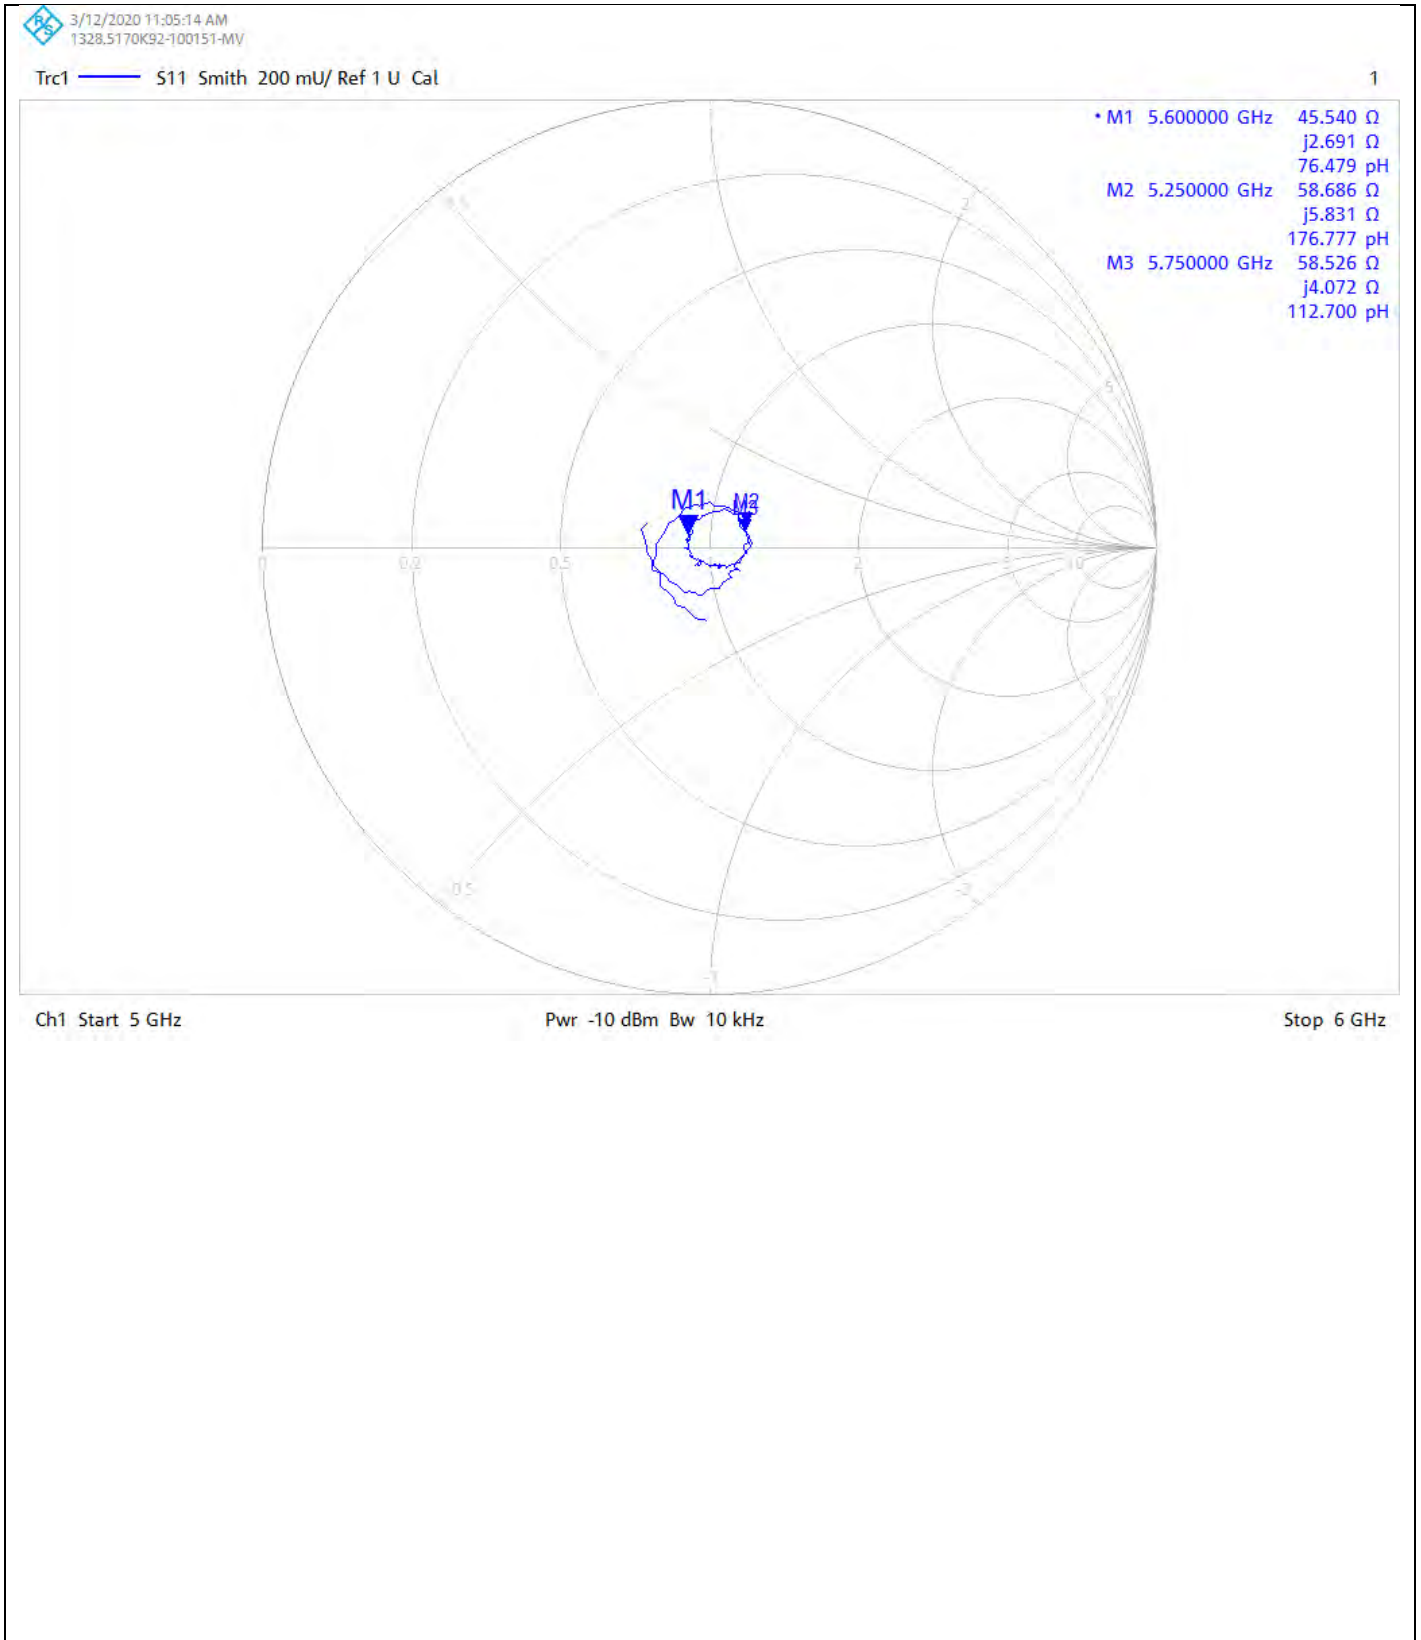 R&S
3/12/2020 11:05:14 AM
1328.5170K92-100151-MV
Trc1 S11 Smith 200 mU/ Ref 1 U Cal 1
• M1 5.600000 GHz 45.540 Ω
j2.691 Ω
76.479 pH
M2 5.250000 GHz 58.686 Ω
j5.831 Ω
176.777 pH
M3 5.750000 GHz 58.526 Ω
j4.072 Ω
112.700 pH
2
5
M1 M2
0 0.2 0.5 1 2 5 10
-0.5 -2
-1
Ch1 Start 5 GHz Pwr -10 dBm Bw 10 kHz Stop 6 GHz